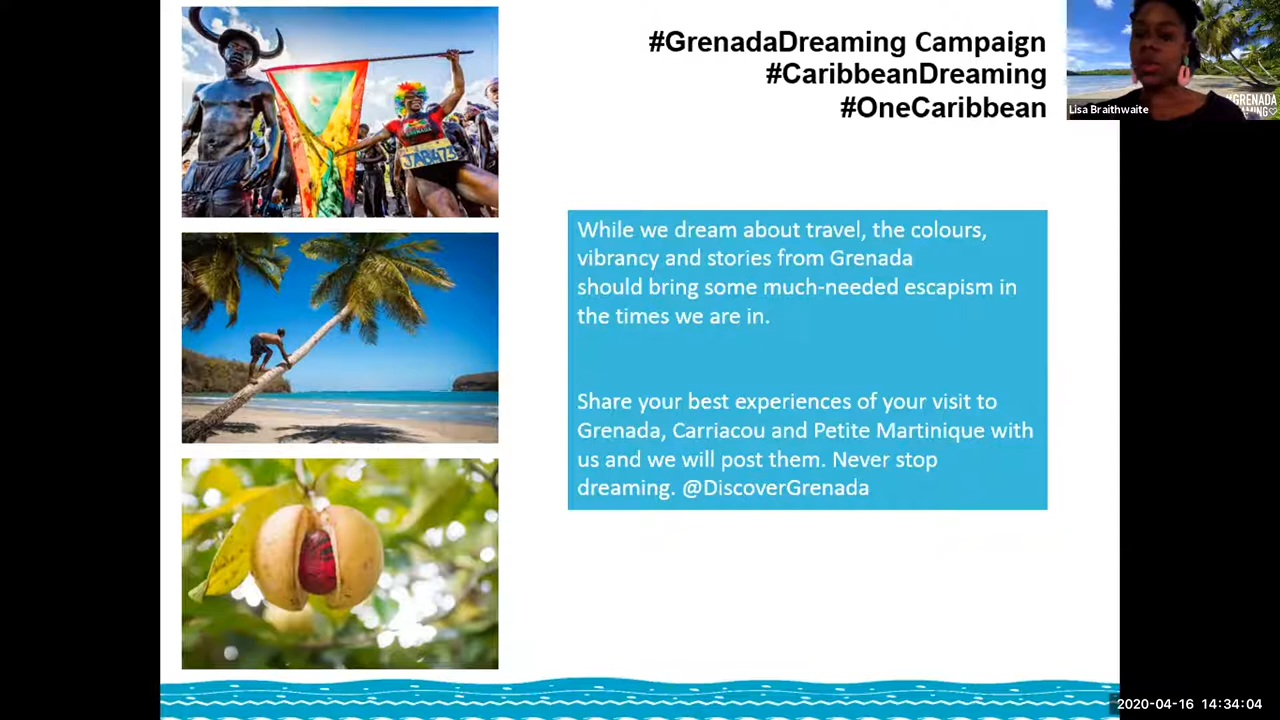 #GrenadaDreaming Campaign
#CaribbeanDreaming
#OneCaribbean
Lisa Braithwaite
#GRENADA
While we dream about travel, the colours,
vibrancy and stories from Grenada
should bring some much-needed escapism in
the times we are in.
Share your best experiences of your visit to
Grenada, Carriacou and Petite Martinique with
us and we will post them. Never stop
dreaming. @DiscoverGrenada
2020-04-16 14:34:04